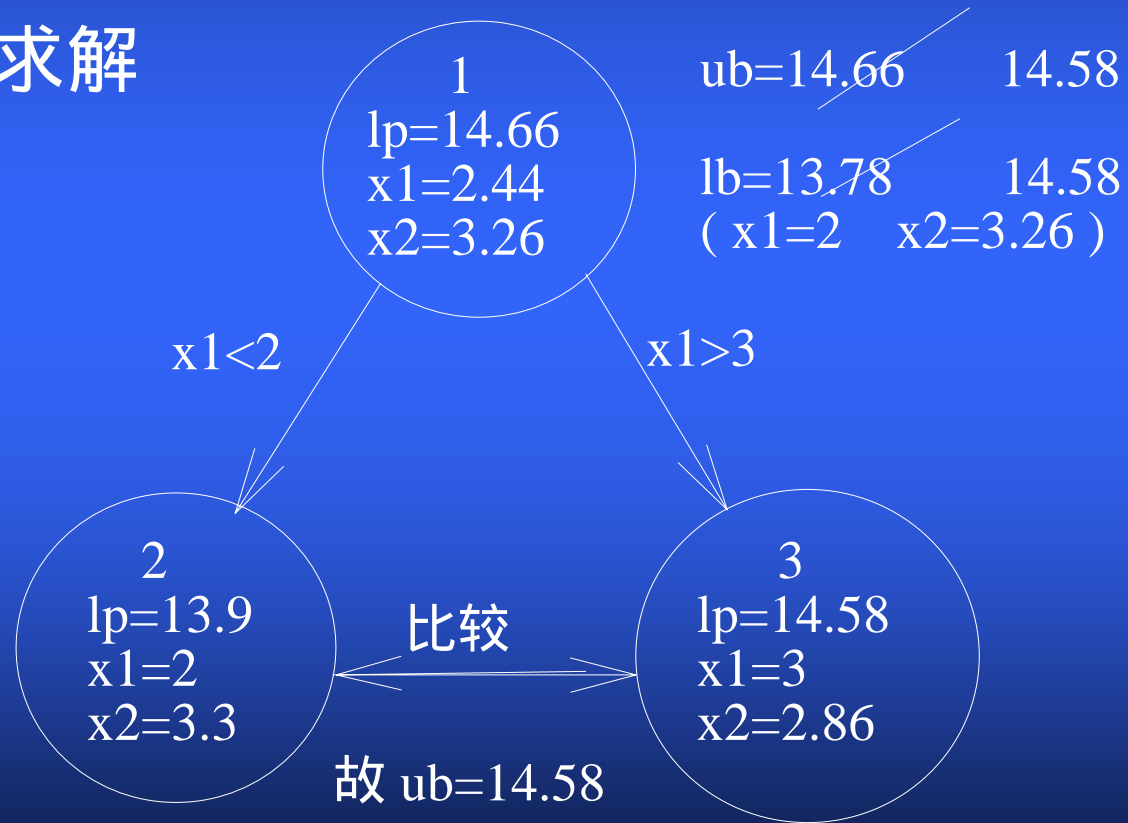 求解
1
lp=14.66
x1=2.44
x2=3.26
ub=14.66 14.58
lb=13.78 14.58
( x1=2 x2=3.26 )
x1<2
x1>3
2
lp=13.9
x1=2
x2=3.3
比较
3
lp=14.58
x1=3
x2=2.86
故 ub=14.58